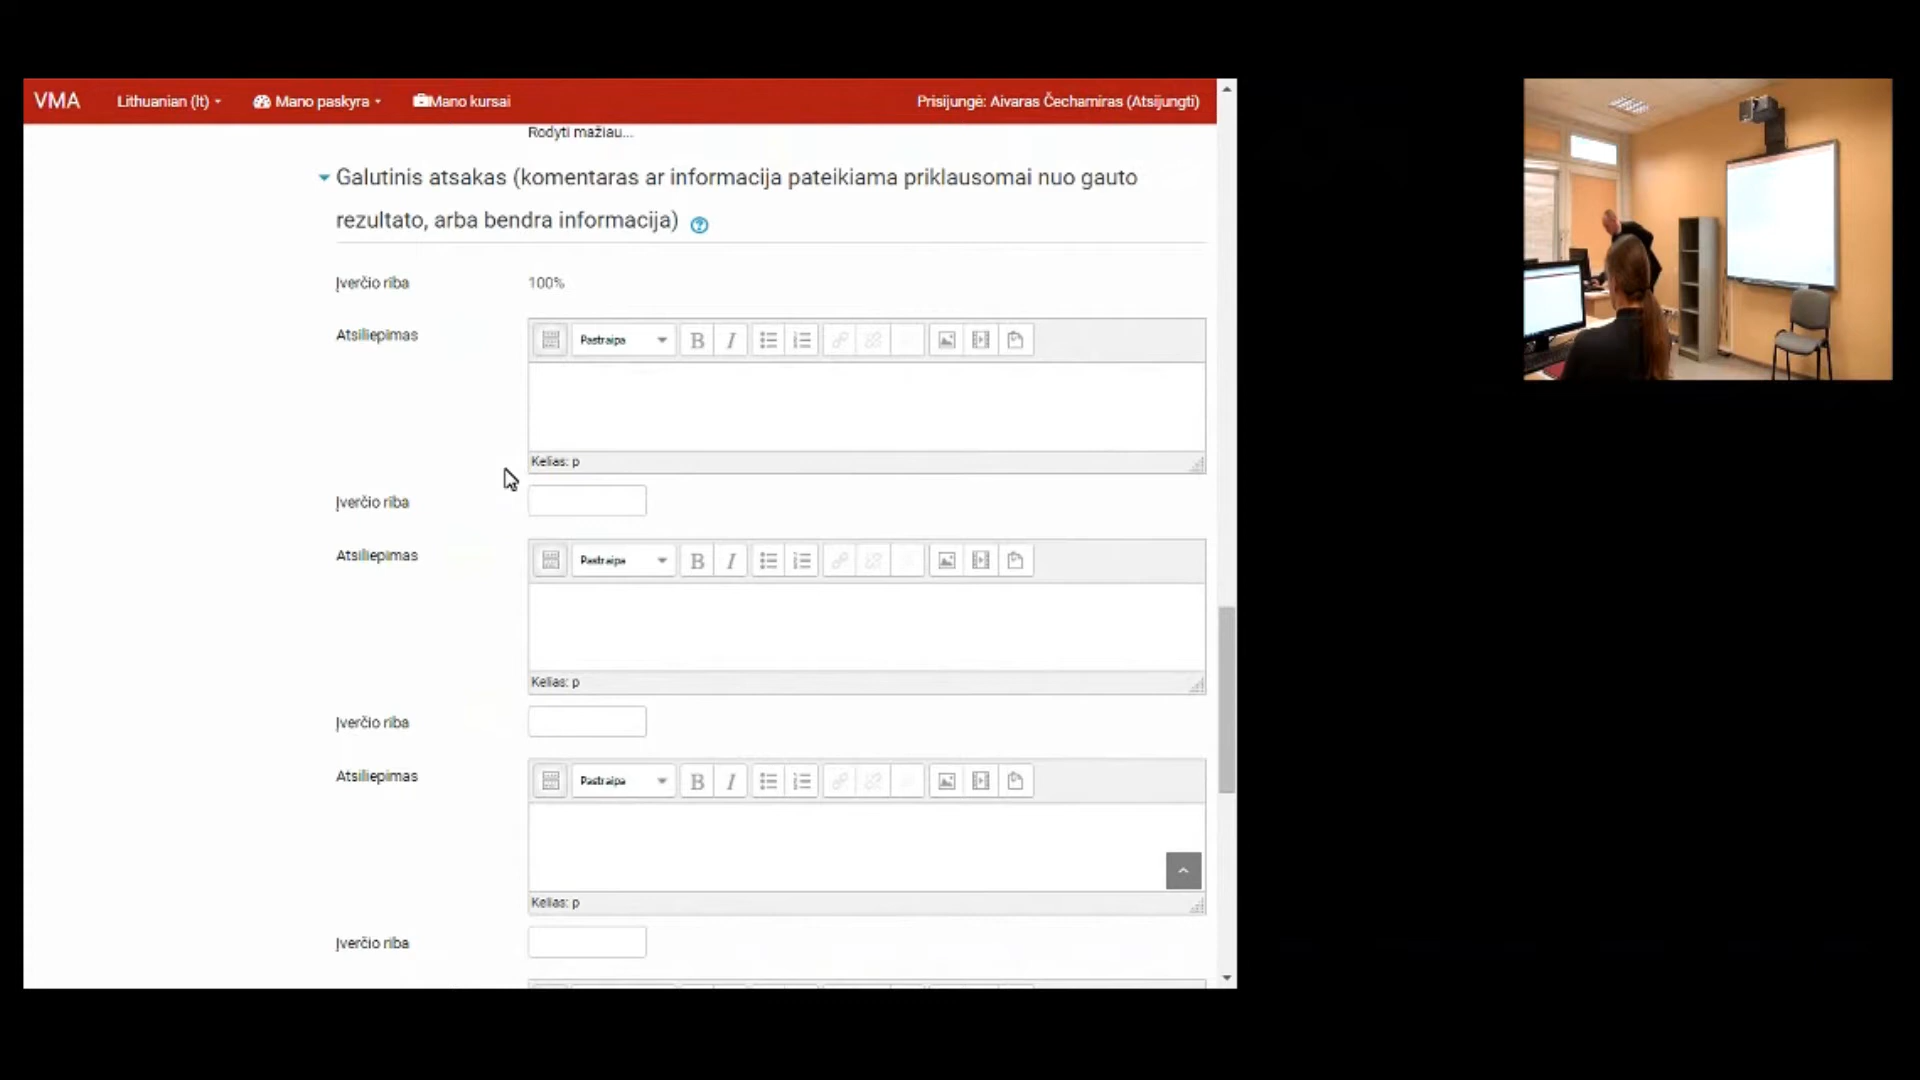 VMA Lithuanian (lt) Mano paskyra Mano kursai Prisijungė: Aivaras Čechamiras (Atsijungti)
Rodyti mažiau...
Galutinis atsakas (komentaras ar informacija pateikiama priklausomai nuo gauto
rezultato, arba bendra informacija)
Įverčio riba 100%
Atsiliepimas Pastraipa B I
Kelias: p
Įverčio riba
Atsiliepimas Pastraipa B I
Kelias: p
Įverčio riba
Atsiliepimas Pastraipa B I
Kelias: p
Įverčio riba